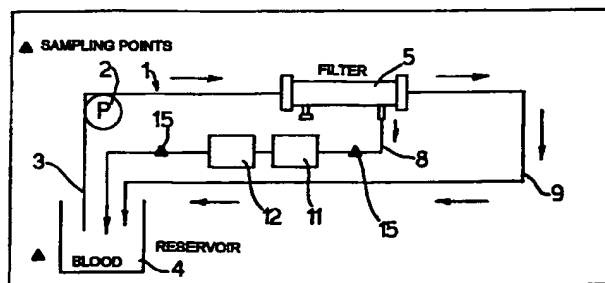 ▲ SAMPLING POINTS
2
1
P
FILTER
5
15
3
8
12
11
15
9
RESERVOIR
BLOOD
4